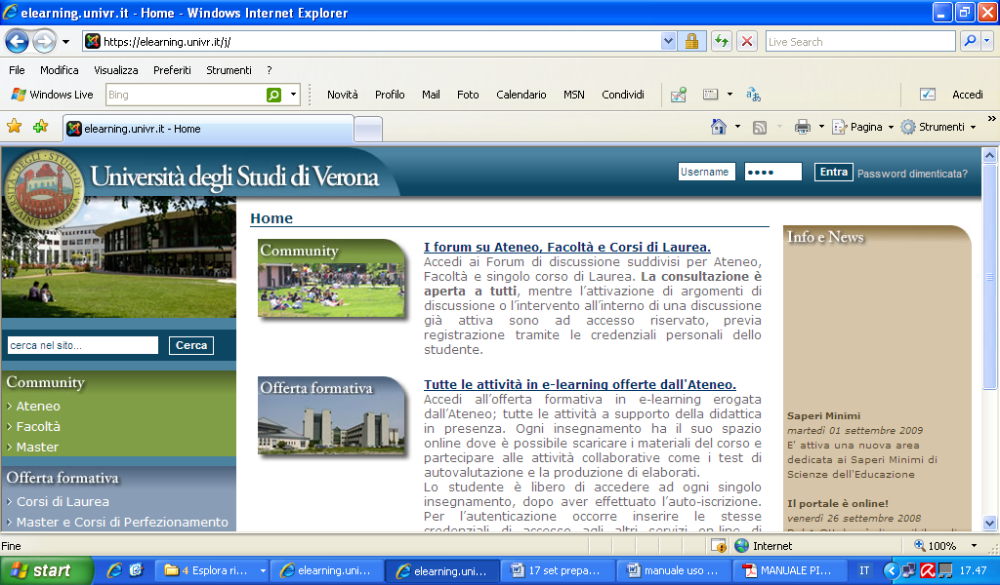 elearning.univr.it - Home - Windows Internet Explorer
https://elearning.univr.it/j/
Live Search
File Modifica Visualizza Preferiti Strumenti ?
Windows Live Bing Novità Profilo Mail Foto Calendario MSN Condividi Accedi
elearning.univr.it - Home Pagina Strumenti
Università degli Studi di Verona
Username Entra Password dimenticata?
cerca nel sito... Cerca
Community
Ateneo
Facoltà
Master
Offerta formativa
Corsi di Laurea
Master e Corsi di Perfezionamento
Home
Community
I forum su Ateneo, Facoltà e Corsi di Laurea.
Accedi ai Forum di discussione suddivisi per Ateneo,
Facoltà e singolo corso di Laurea. La consultazione è
aperta a tutti, mentre l'attivazione di argomenti di
discussione o l'intervento all'interno di una discussione
già attiva sono ad accesso riservato, previa
registrazione tramite le credenziali personali dello
studente.
Offerta formativa
Tutte le attività in e-learning offerte dall'Ateneo.
Accedi all'offerta formativa in e-learning erogata
dall'Ateneo; tutte le attività a supporto della didattica
in presenza. Ogni insegnamento ha il suo spazio
online dove è possibile scaricare i materiali del corso e
partecipare alle attività collaborative come i test di
autovalutazione e la produzione di elaborati.
Lo studente è libero di accedere ad ogni singolo
insegnamento, dopo aver effettuato l'auto-iscrizione.
Per l'autenticazione occorre inserire le stesse
credenziali di accesso agli altri servizi on-line di
Info e News
Saperi Minimi
martedì 01 settembre 2009
E' attiva una nuova area
dedicata ai Saperi Minimi di
Scienze dell'Educazione
Il portale è online!
venerdì 26 settembre 2008
Fine Internet 100%
start 4 Esplora ri... elearning.uni... elearning.uni... 17 set prepa... manuale uso ... MANUALE PI... IT 17.47